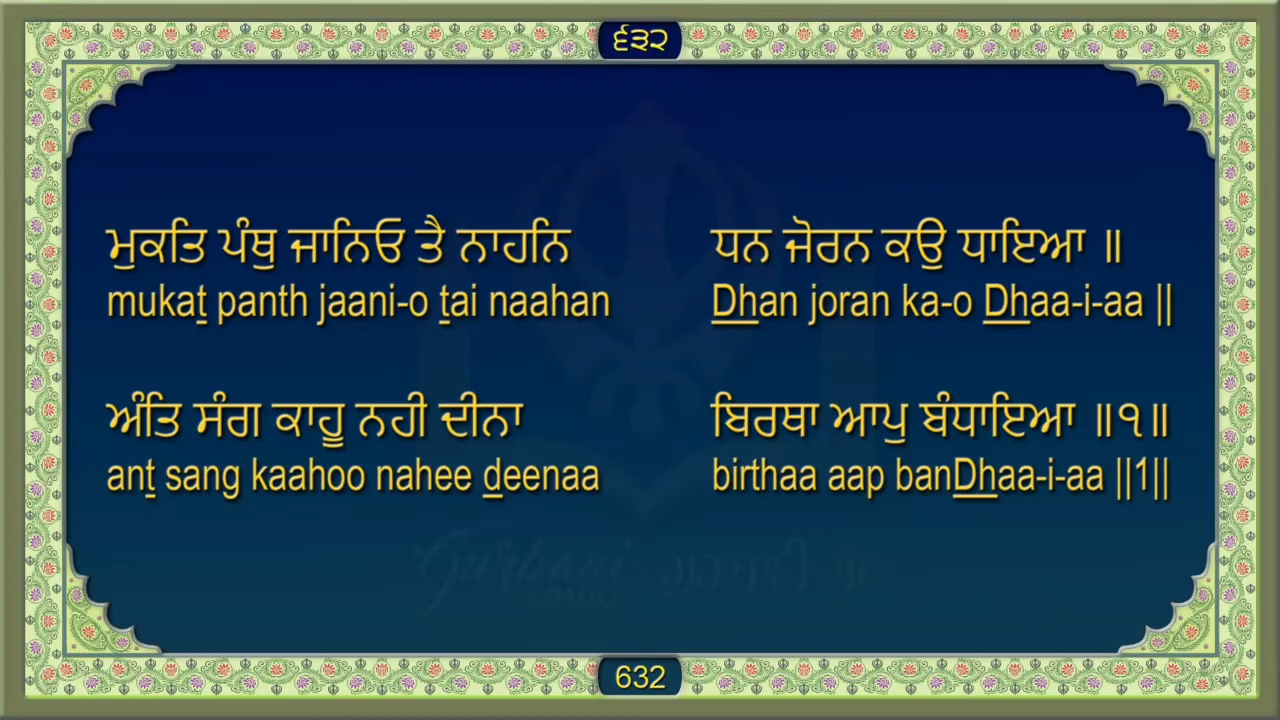 ੬੩੨
ਮੁਕਤਿ ਪੰਥੁ ਜਾਨਿਓ ਤੈ ਨਾਹਨਿ ਧਨ ਜੋਰਨ ਕਉ ਧਾਇਆ ॥
mukat panth jaani-o tai naahan Dhan joran ka-o Dhaa-i-aa ||
ਅੰਤਿ ਸੰਗ ਕਾਹੂ ਨਹੀ ਦੀਨਾ ਬਿਰਥਾ ਆਪੁ ਬੰਧਾਇਆ ॥੧॥
ant sang kaahoo nahee deenaa birthaa aap banDhaa-i-aa ||1||
Gurbani
632